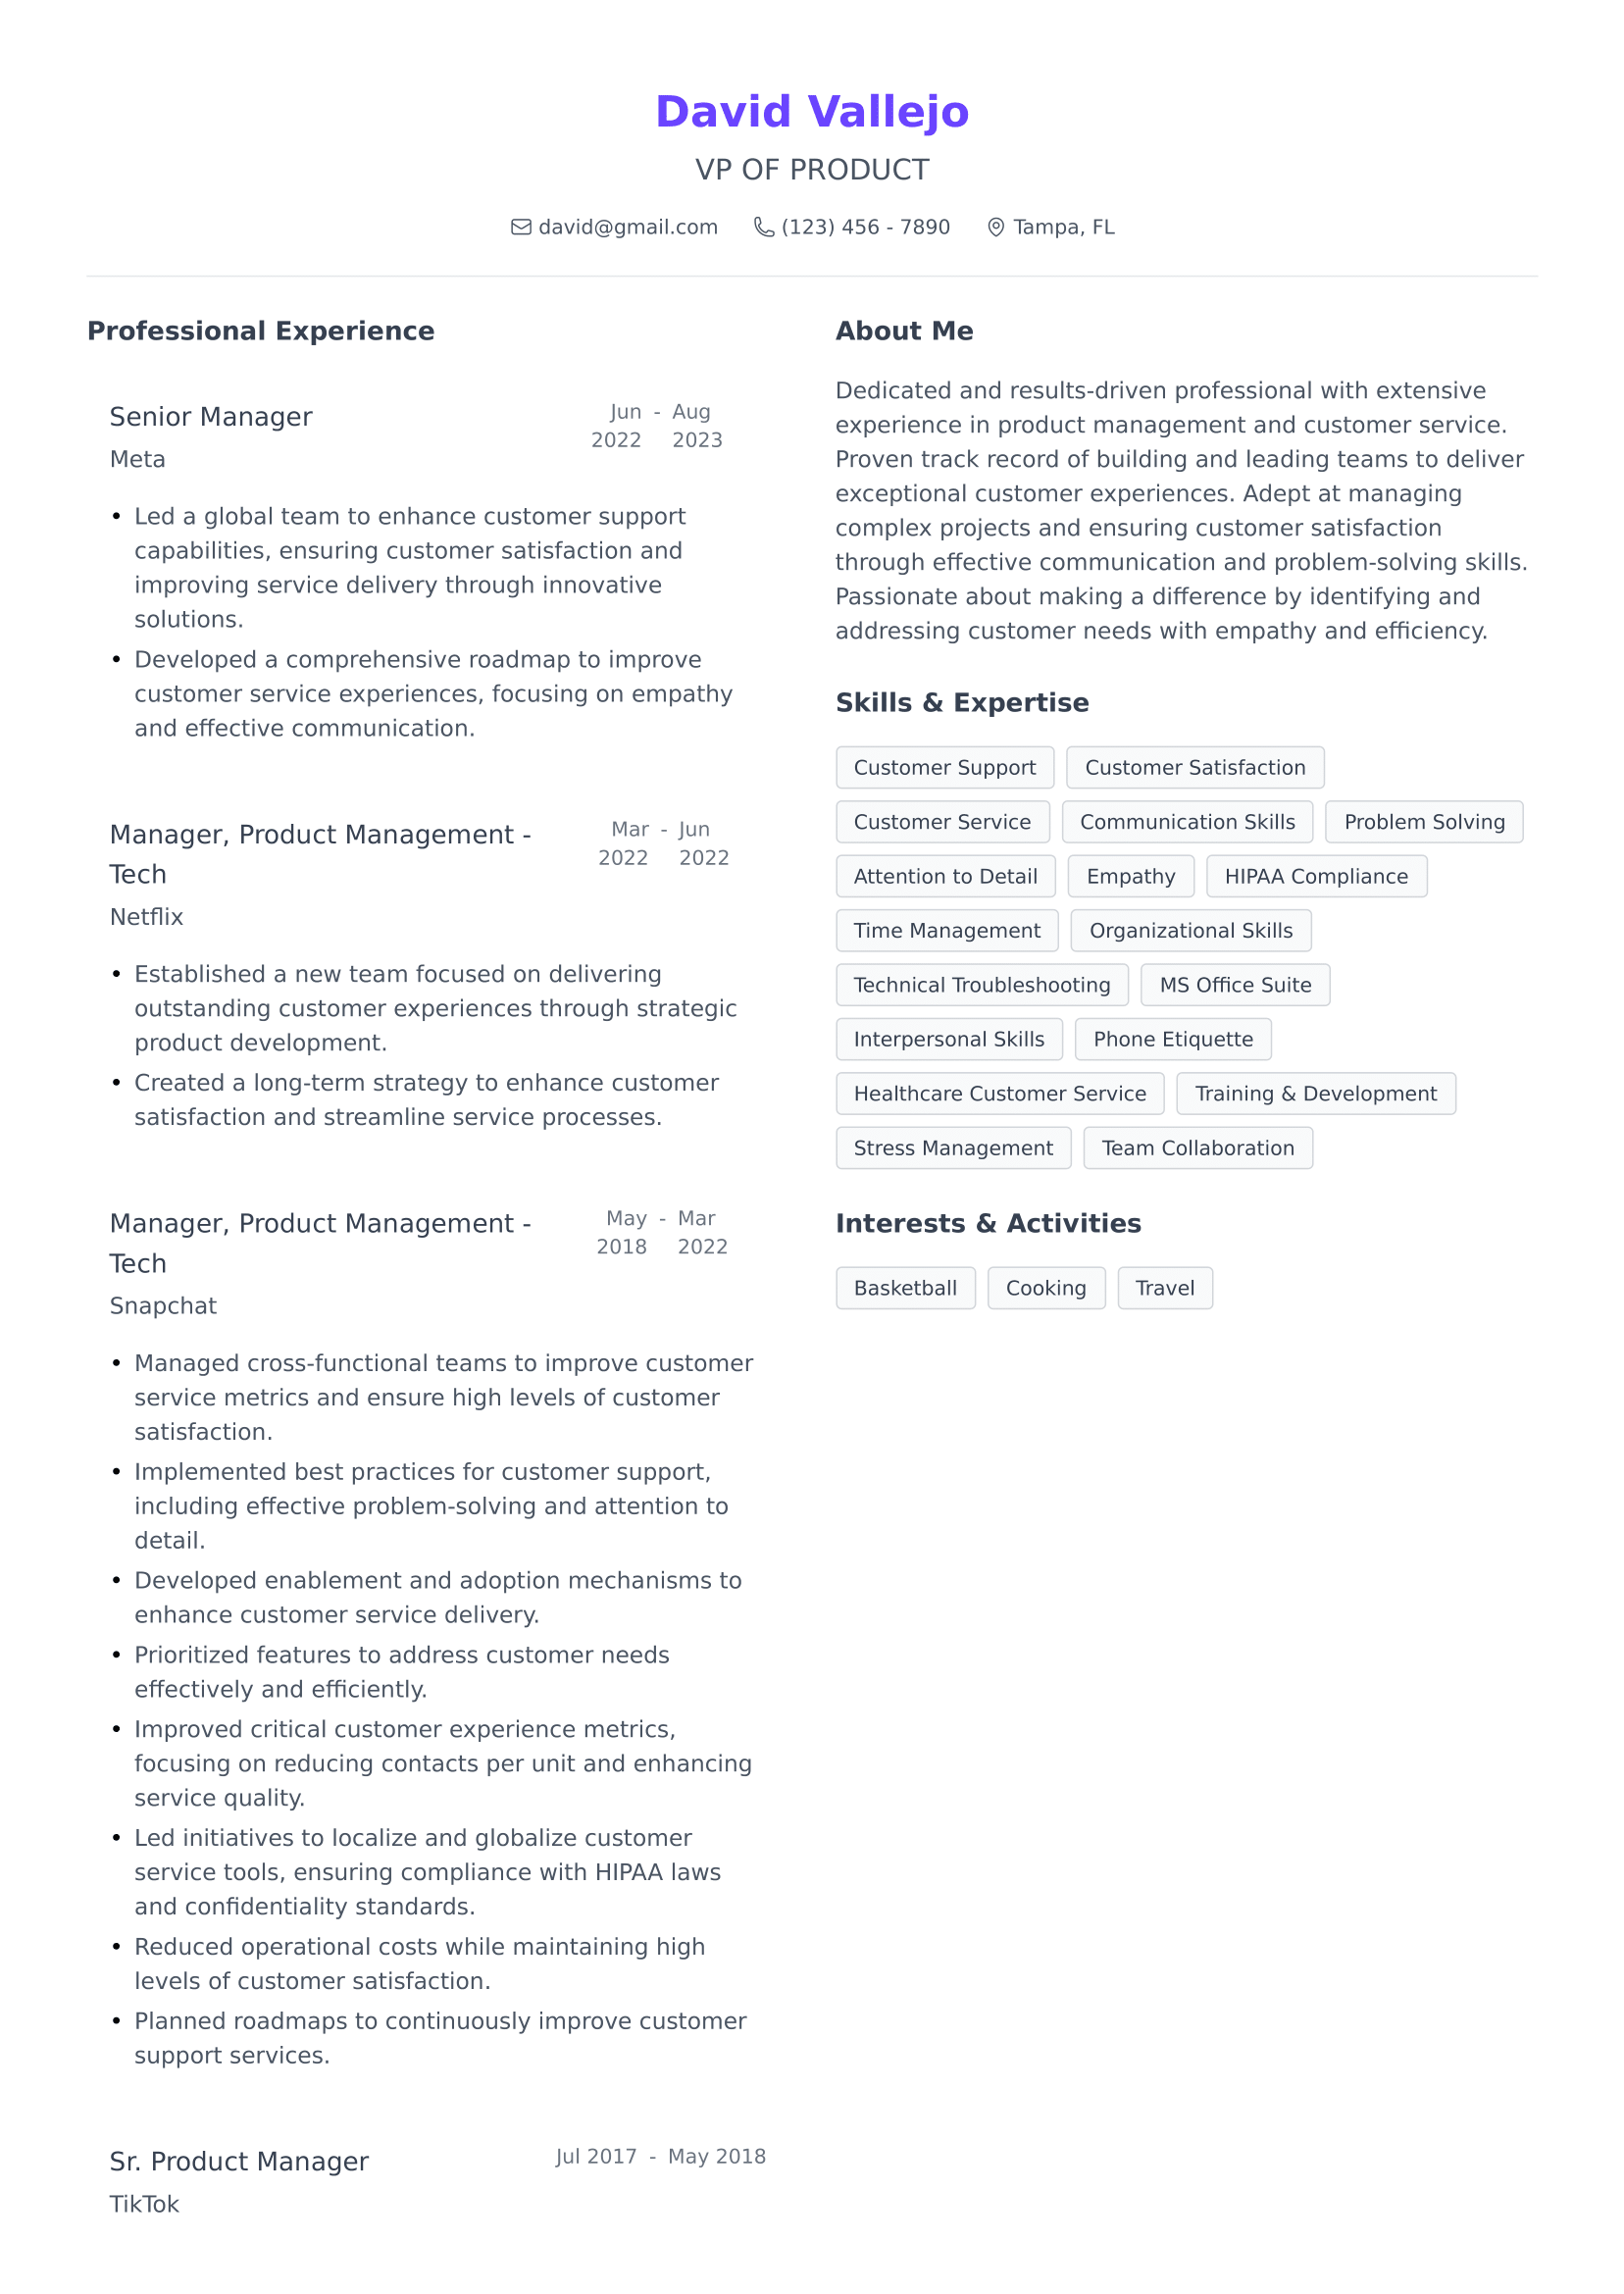 David Vallejo
VP OF PRODUCT
david@gmail.com (123) 456 - 7890 Tampa, FL
Professional Experience
Senior Manager
Jun 2022 - Aug 2023
Meta
• Led a global team to enhance customer support
capabilities, ensuring customer satisfaction and
improving service delivery through innovative
solutions.
• Developed a comprehensive roadmap to improve
customer service experiences, focusing on empathy
and effective communication.
Manager, Product Management -
Tech
Mar 2022 - Jun 2022
Netflix
• Established a new team focused on delivering
outstanding customer experiences through strategic
product development.
• Created a long-term strategy to enhance customer
satisfaction and streamline service processes.
Manager, Product Management -
Tech
May 2018 - Mar 2022
Snapchat
• Managed cross-functional teams to improve customer
service metrics and ensure high levels of customer
satisfaction.
• Implemented best practices for customer support,
including effective problem-solving and attention to
detail.
• Developed enablement and adoption mechanisms to
enhance customer service delivery.
• Prioritized features to address customer needs
effectively and efficiently.
• Improved critical customer experience metrics,
focusing on reducing contacts per unit and enhancing
service quality.
• Led initiatives to localize and globalize customer
service tools, ensuring compliance with HIPAA laws
and confidentiality standards.
• Reduced operational costs while maintaining high
levels of customer satisfaction.
• Planned roadmaps to continuously improve customer
support services.
Sr. Product Manager
Jul 2017 - May 2018
TikTok
About Me
Dedicated and results-driven professional with extensive
experience in product management and customer service.
Proven track record of building and leading teams to deliver
exceptional customer experiences. Adept at managing
complex projects and ensuring customer satisfaction
through effective communication and problem-solving skills.
Passionate about making a difference by identifying and
addressing customer needs with empathy and efficiency.
Skills & Expertise
Customer Support Customer Satisfaction
Customer Service Communication Skills Problem Solving
Attention to Detail Empathy HIPAA Compliance
Time Management Organizational Skills
Technical Troubleshooting MS Office Suite
Interpersonal Skills Phone Etiquette
Healthcare Customer Service Training & Development
Stress Management Team Collaboration
Interests & Activities
Basketball Cooking Travel